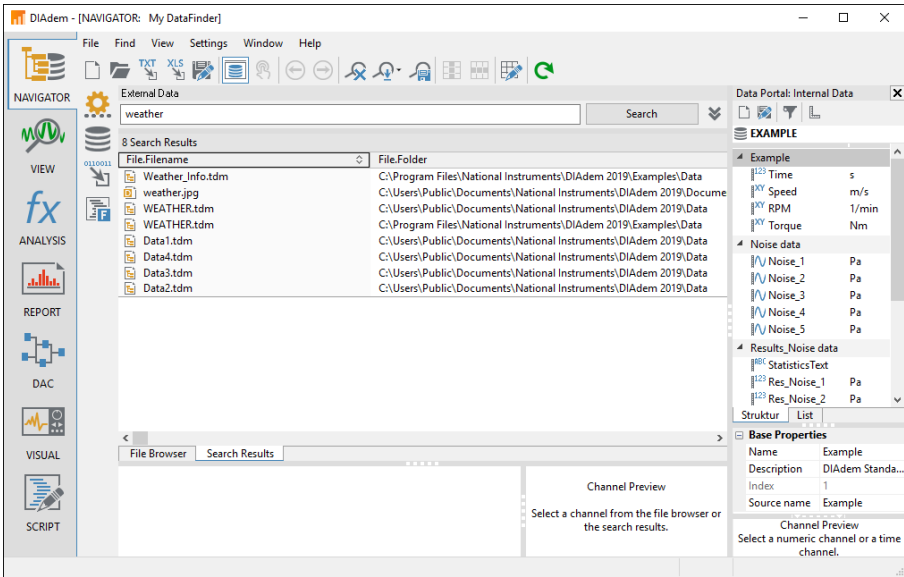 DIAdem - [NAVIGATOR: My DataFinder]
File Find View Settings Window Help
TXT XLS
NAVIGATOR
VIEW
fx
ANALYSIS
REPORT
DAC
VISUAL
SCRIPT
0110011
F
External Data
weather Search
8 Search Results
File.Filename File.Folder
Weather_Info.tdm C:\Program Files\National Instruments\DIAdem 2019\Examples\Data
weather.jpg C:\Users\Public\Documents\National Instruments\DIAdem 2019\Docume
WEATHER.tdm C:\Users\Public\Documents\National Instruments\DIAdem 2019\Data
WEATHER.tdm C:\Program Files\National Instruments\DIAdem 2019\Examples\Data
Data1.tdm C:\Users\Public\Documents\National Instruments\DIAdem 2019\Data
Data4.tdm C:\Users\Public\Documents\National Instruments\DIAdem 2019\Data
Data3.tdm C:\Users\Public\Documents\National Instruments\DIAdem 2019\Data
Data2.tdm C:\Users\Public\Documents\National Instruments\DIAdem 2019\Data
File Browser Search Results
Channel Preview
Select a channel from the file browser or
the search results.
Data Portal: Internal Data
EXAMPLE
Example
123 Time s
XY Speed m/s
XY RPM 1/min
XY Torque Nm
Noise data
Noise_1 Pa
Noise_2 Pa
Noise_3 Pa
Noise_4 Pa
Noise_5 Pa
Results_Noise data
ABC StatisticsText
123 Res_Noise_1 Pa
123 Res_Noise_2 Pa
Struktur List
Base Properties
Name Example
Description DIAdem Standa...
Index 1
Source name Example
Channel Preview
Select a numeric channel or a time
channel.